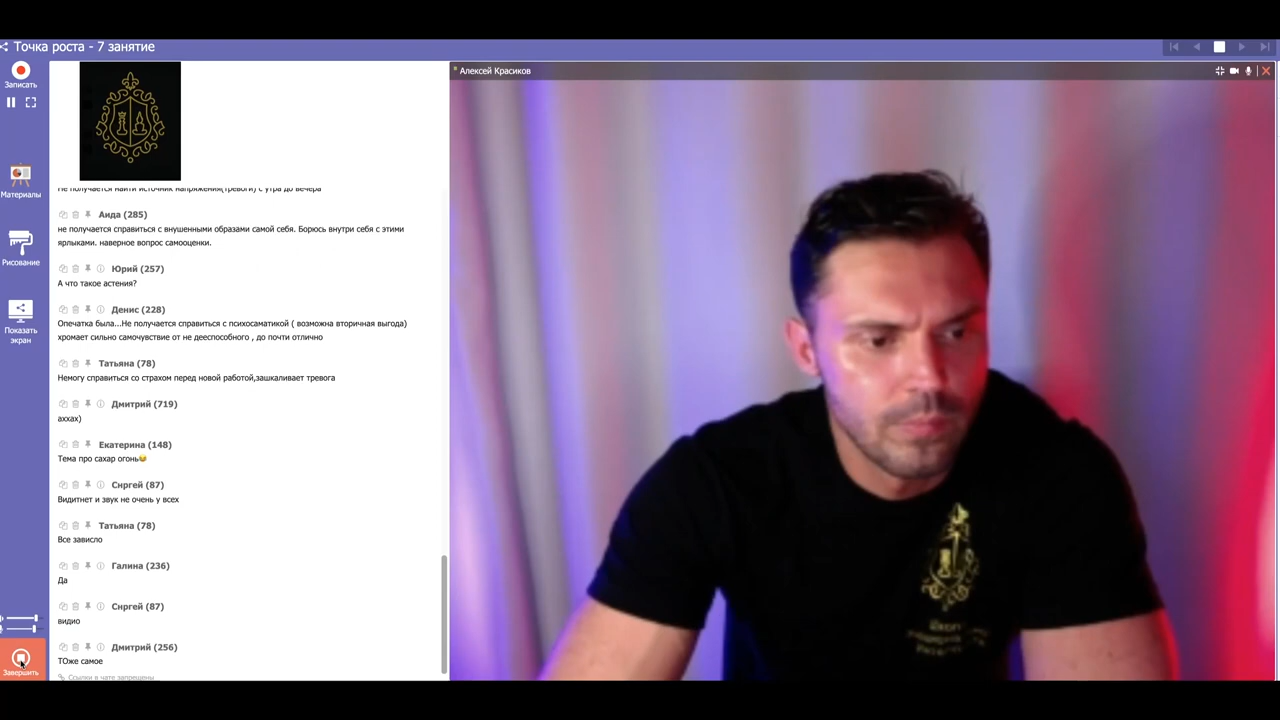 Точка роста - 7 занятие
Записать
Материалы
Рисование
Показать
экран
Завершить
Не получается найти источник напряжения(тревоги) с утра до вечера
Аида (285)
не получается справиться с внушенными образами самой себя. Борюсь внутри себя с этими
ярлыками. наверное вопрос самооценки.
Юрий (257)
А что такое астения?
Денис (228)
Опечатка была...Не получается справиться с психосаматикой ( возможна вторичная выгода)
хромает сильно самочувствие от не дееспособного , до почти отлично
Татьяна (78)
Немогу справиться со страхом перед новой работой,зашкаливает тревога
Дмитрий (719)
аххах)
Екатерина (148)
Тема про сахар огонь😂
Снргей (87)
Видитнет и звук не очень у всех
Татьяна (78)
Все зависло
Галина (236)
Да
Снргей (87)
видио
Дмитрий (256)
ТОже самое
Ссылки в чате запрещены
Алексей Красиков